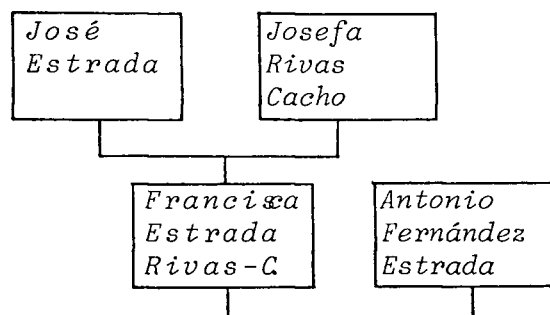 José
Estrada
Josefa
Rivas
Cacho
Francisca
Estrada
Rivas-C.
Antonio
Fernández
Estrada